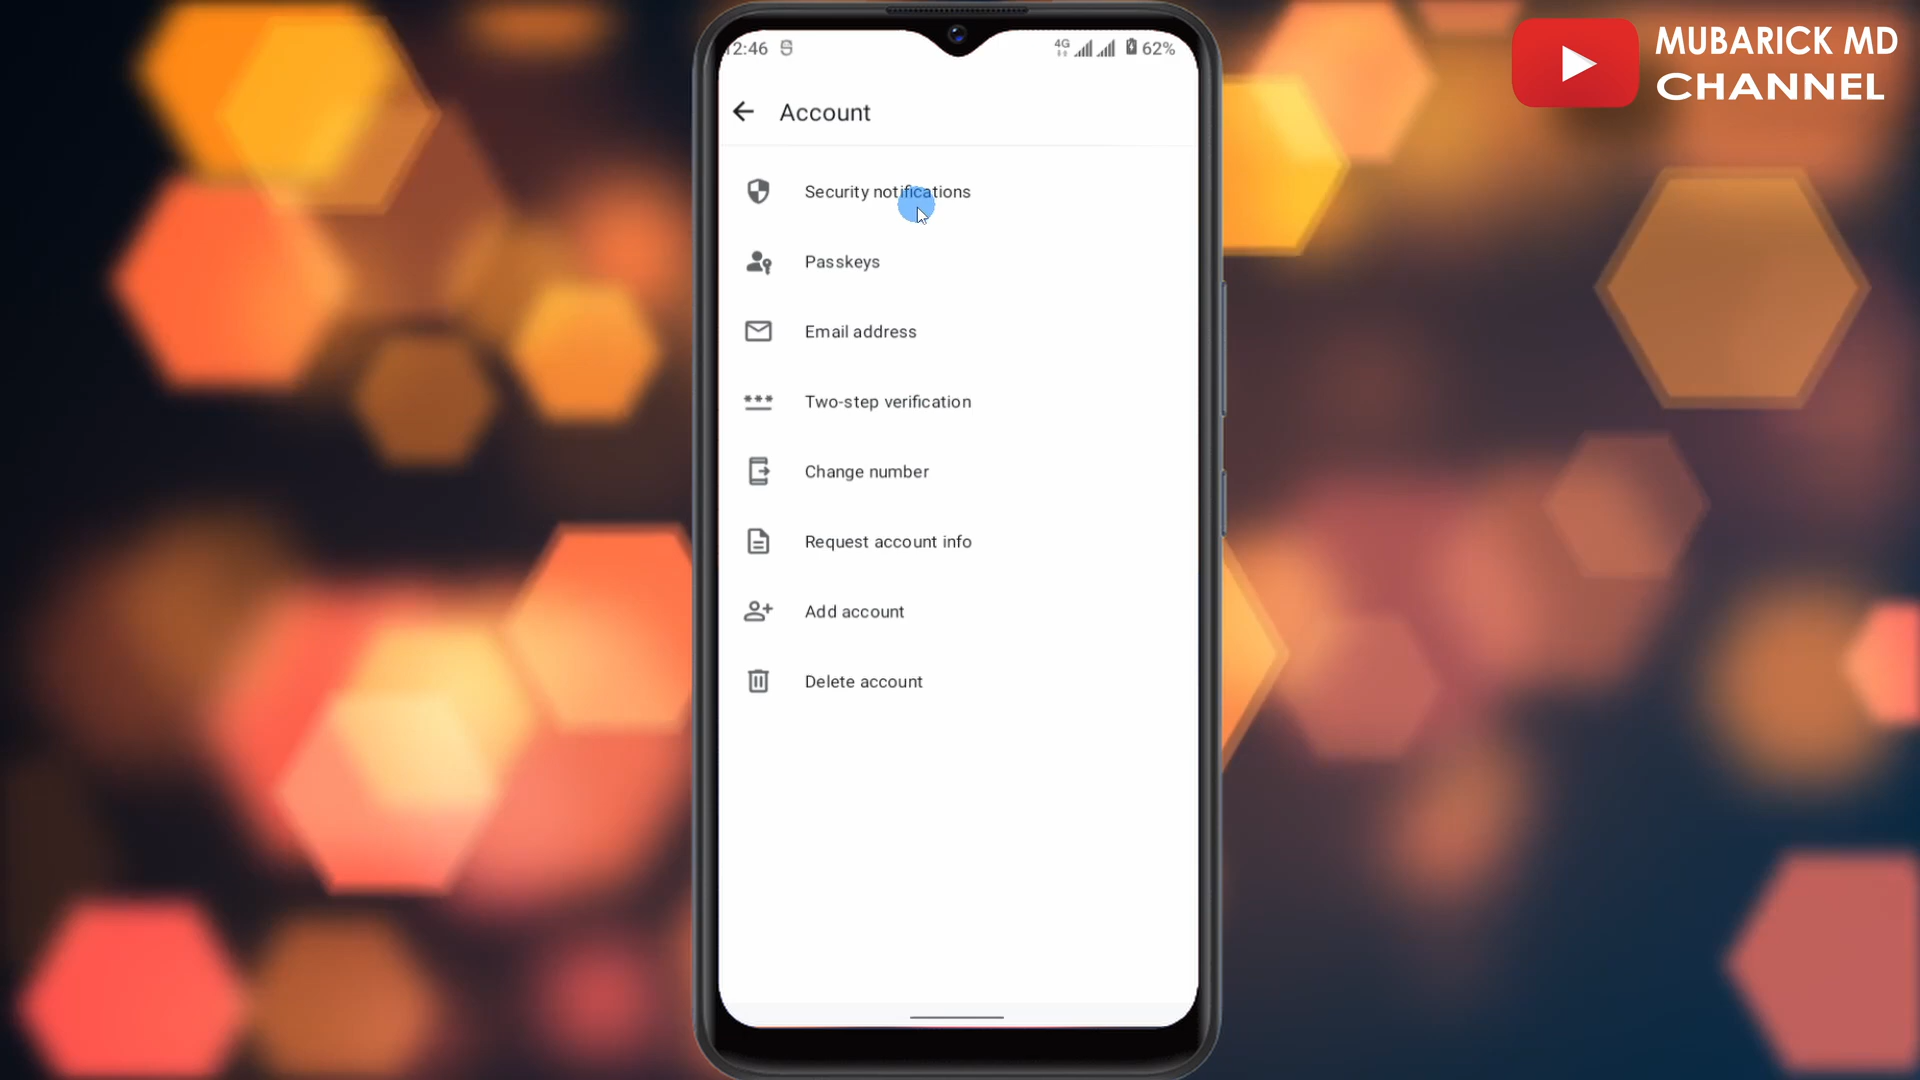 MUBARICK MD
CHANNEL
2:46
4G
62%
Account
Security notifications
Passkeys
Email address
Two-step verification
Change number
Request account info
Add account
Delete account